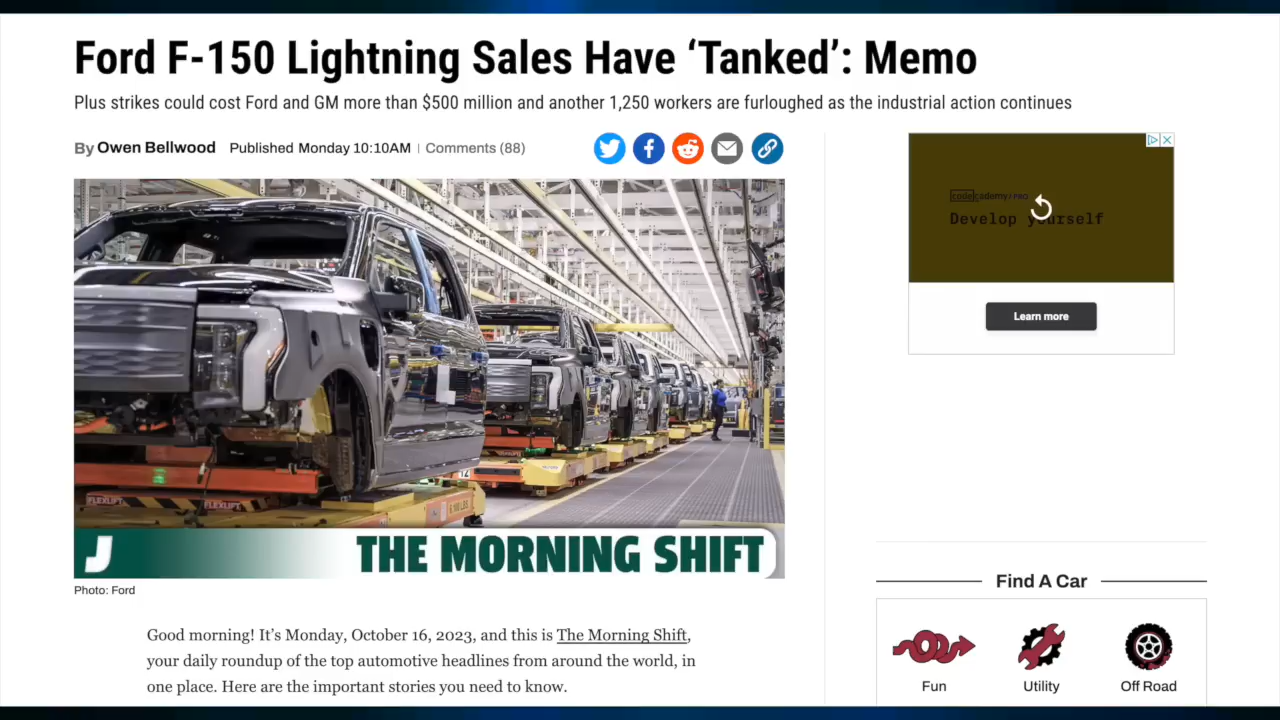 Ford F-150 Lightning Sales Have ‘Tanked’: Memo
Plus strikes could cost Ford and GM more than $500 million and another 1,250 workers are furloughed as the industrial action continues
By Owen Bellwood Published Monday 10:10AM | Comments (88)
codecademy/PRO
Develop yourself
Learn more
FLEXLIFT
FLEXLIFT
J THE MORNING SHIFT
Photo: Ford
Good morning! It’s Monday, October 16, 2023, and this is The Morning Shift,
your daily roundup of the top automotive headlines from around the world, in
one place. Here are the important stories you need to know.
Find A Car
Fun
Utility
Off Road